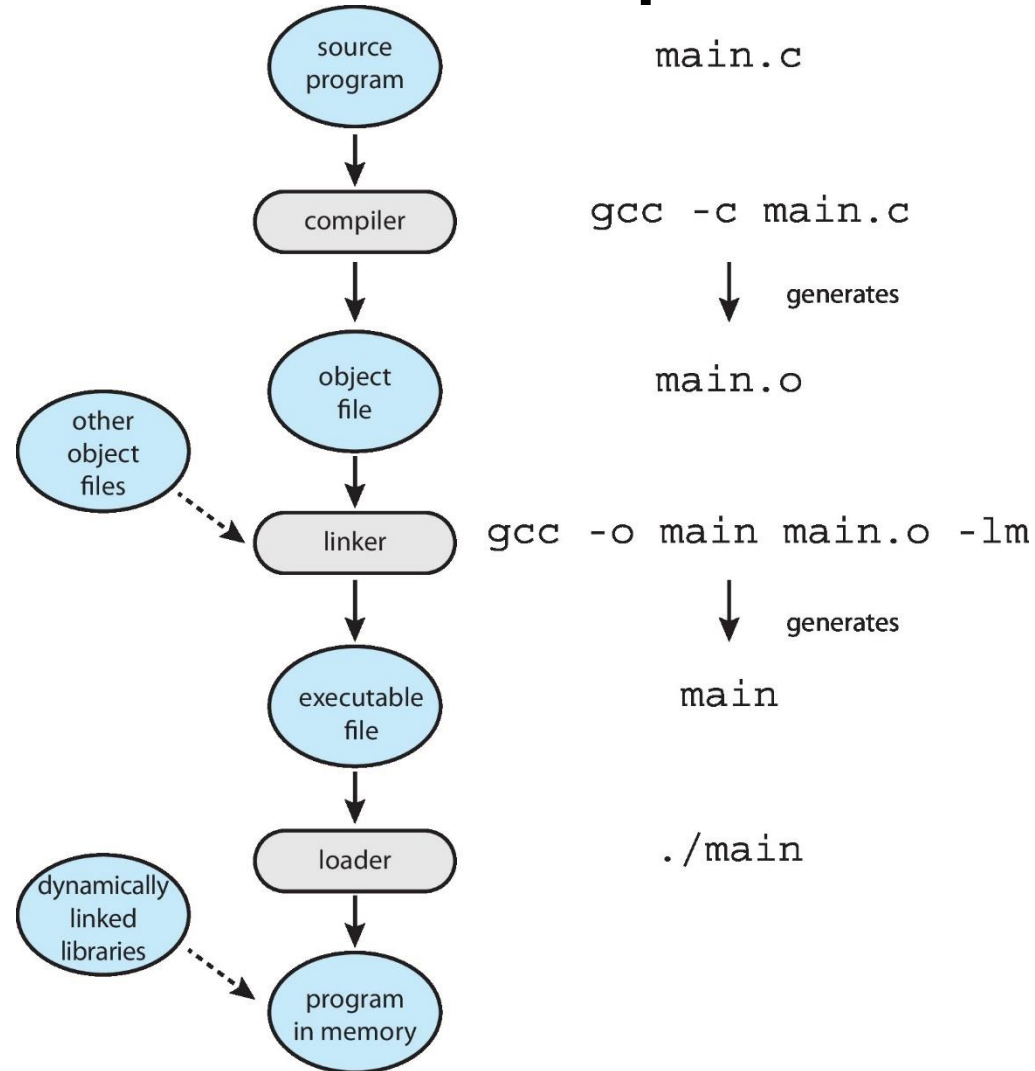 source
program
main.c
compiler
gcc -c main.c
generates
object
file
main.o
other
object
files
linker
gcc -o main main.o -lm
generates
executable
file
main
loader
./main
dynamically
linked
libraries
program
in memory